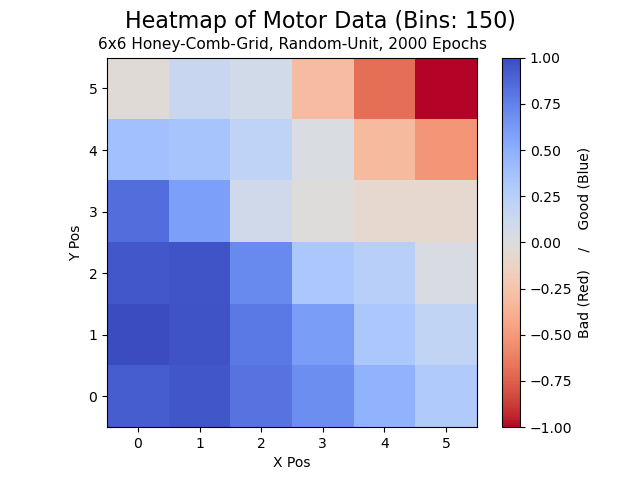 Heatmap of Motor Data (Bins: 150)
6x6 Honey-Comb-Grid, Random-Unit, 2000 Epochs
5
4
3
2
1
0
Y Pos
0 1 2 3 4 5
X Pos
1.00
0.75
0.50
0.25
0.00
−0.25
−0.50
−0.75
−1.00
Bad (Red) / Good (Blue)